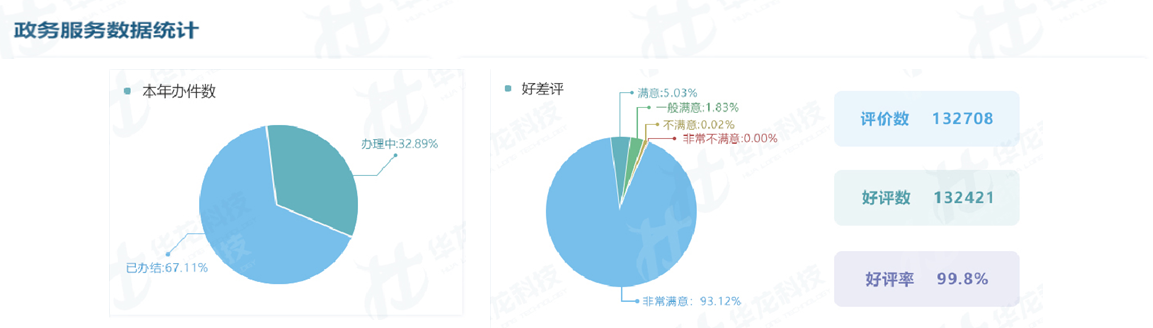 政务服务数据统计
本年办件数
办理中:32.89%
已办结:67.11%
好差评
满意:5.03%
一般满意:1.83%
不满意:0.02%
非常不满意:0.00%
非常满意：93.12%
评价数 132708
好评数 132421
好评率 99.8%
华龙科技